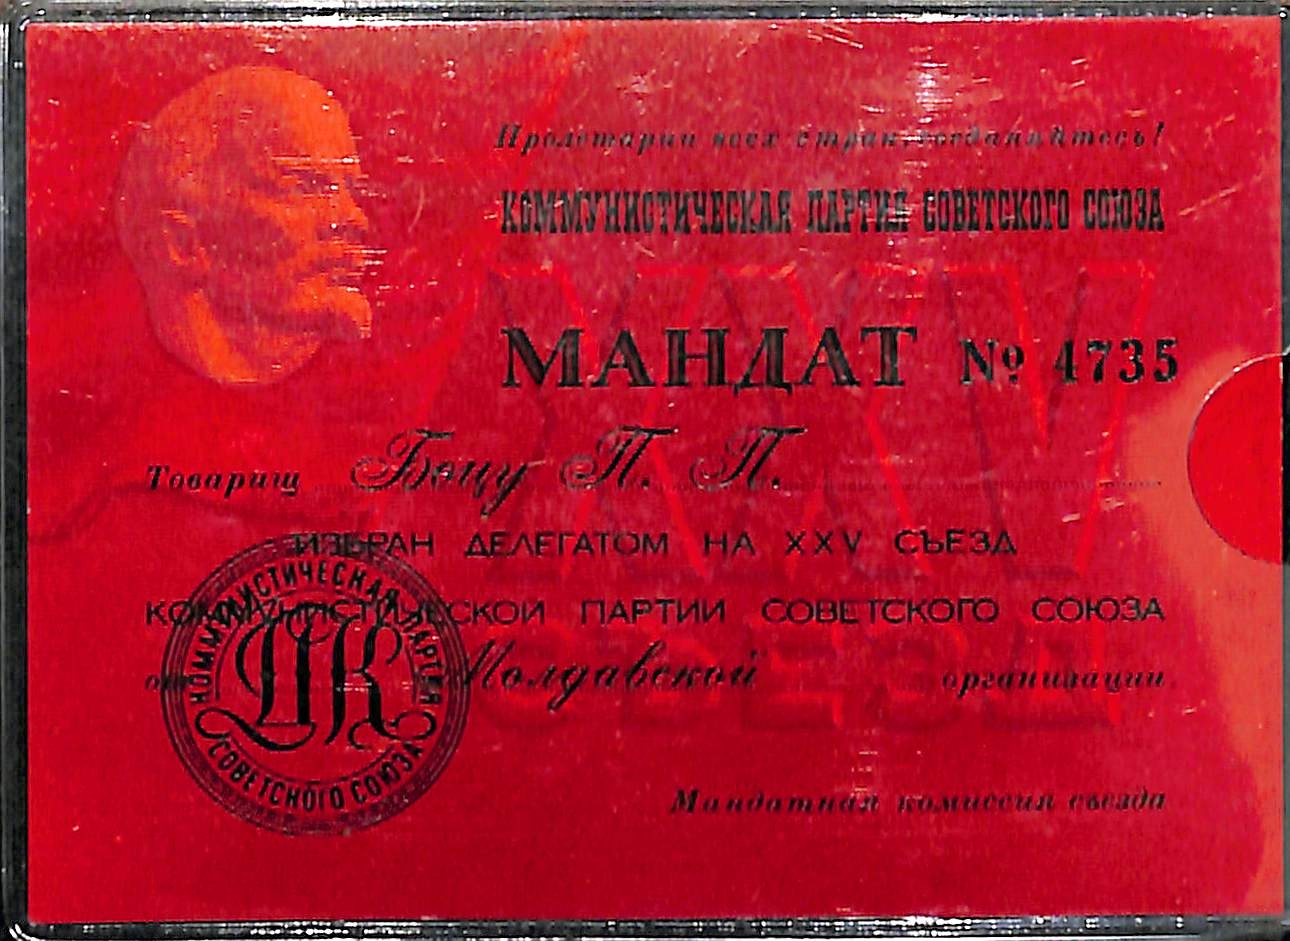 Пролетарии всех стран, соединяйтесь!
КОММУНИСТИЧЕСКАЯ ПАРТИЯ СОВЕТСКОГО СОЮЗА
XXV
МАНДАТ № 4735
Товарищ Боцу П. П.
ИЗБРАН ДЕЛЕГАТОМ НА XXV СЪЕЗД
КОММУНИСТИЧЕСКОЙ ПАРТИИ СОВЕТСКОГО СОЮЗА
от Молдавской организации
СЪЕЗД
КОММУНИСТИЧЕСКАЯ ПАРТИЯ
ЦК
СОВЕТСКОГО СОЮЗА
Мандатная комиссия съезда